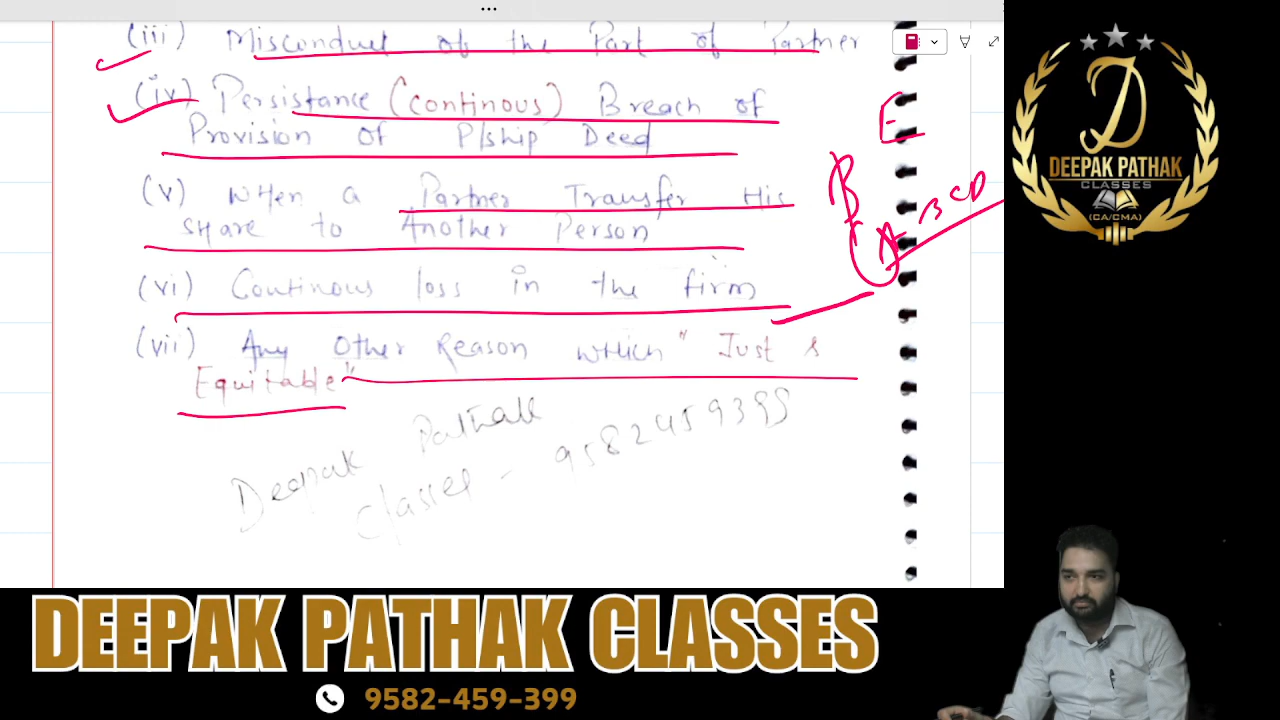 (iii) Misconduct of the Part of Partner
(iv) Persistance (continous) Breach of
Provision of P/ship Deed
(v) When a Partner Transfer His
share to Another Person
(vi) Continous loss in the firm
(vii) Any Other Reason which "Just &
Equitable"
Deepak Pathak
Classes - 9582459399
E
B
A B CD
D
DEEPAK PATHAK
CLASSES
(CA/CMA)
DEEPAK PATHAK CLASSES
9582-459-399